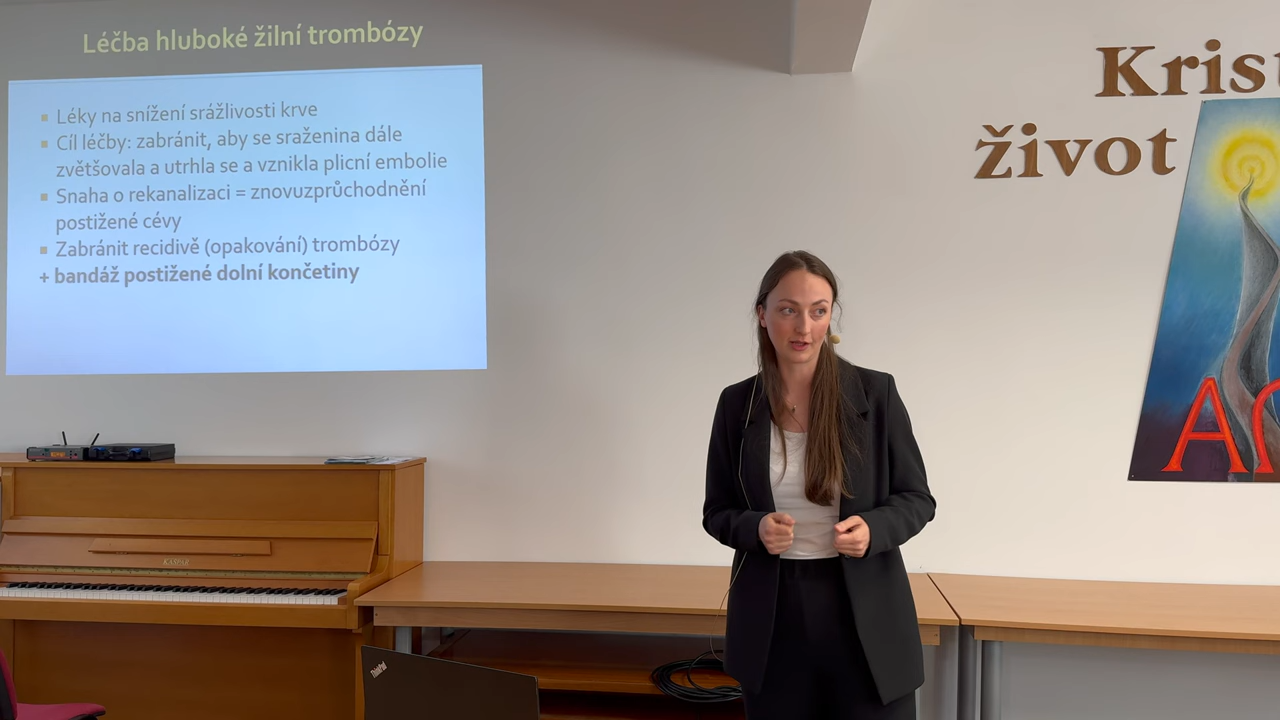 Léčba hluboké žilní trombózy
▪ Léky na snížení srážlivosti krve
▪ Cíl léčby: zabránit, aby se sraženina dále
zvětšovala a utrhla se a vznikla plicní embolie
▪ Snaha o rekanalizaci = znovuzprůchodnění
postižené cévy
▪ Zabránit recidivě (opakování) trombózy
+ bandáž postižené dolní končetiny
Krist
život
ΑΩ
KASPAR
ThinkPad